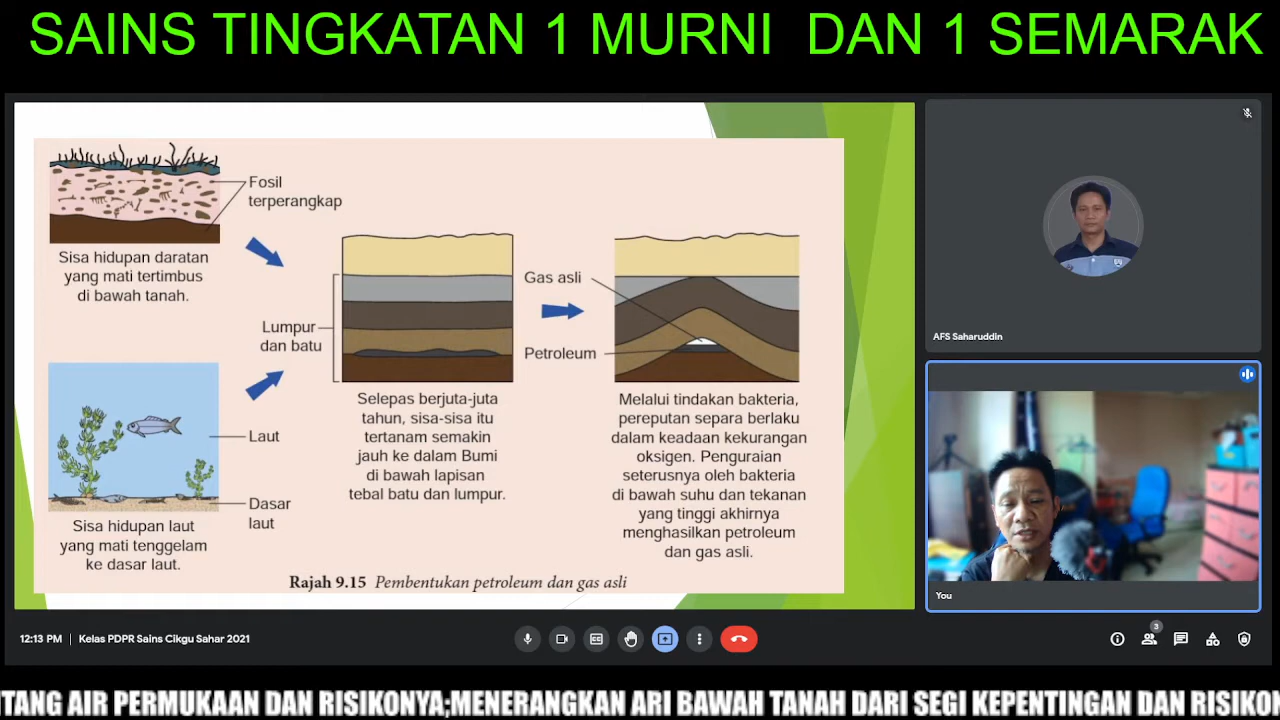 SAINS TINGKATAN 1 MURNI DAN 1 SEMARAK
Fosil
terperangkap
Sisa hidupan daratan
yang mati tertimbus
di bawah tanah.
Lumpur
dan batu
Laut
Dasar
laut
Sisa hidupan laut
yang mati tenggelam
ke dasar laut.
Selepas berjuta-juta
tahun, sisa-sisa itu
tertanam semakin
jauh ke dalam Bumi
di bawah lapisan
tebal batu dan lumpur.
Gas asli
Petroleum
Melalui tindakan bakteria,
pereputan separa berlaku
dalam keadaan kekurangan
oksigen. Penguraian
seterusnya oleh bakteria
di bawah suhu dan tekanan
yang tinggi akhirnya
menghasilkan petroleum
dan gas asli.
Rajah 9.15 Pembentukan petroleum dan gas asli
AFS Saharuddin
You
12:13 PM | Kelas PDPR Sains Cikgu Sahar 2021
3
TANG AIR PERMUKAAN DAN RISIKONYA;MENERANGKAN ARI BAWAH TANAH DARI SEGI KEPENTINGAN DAN RISIKO